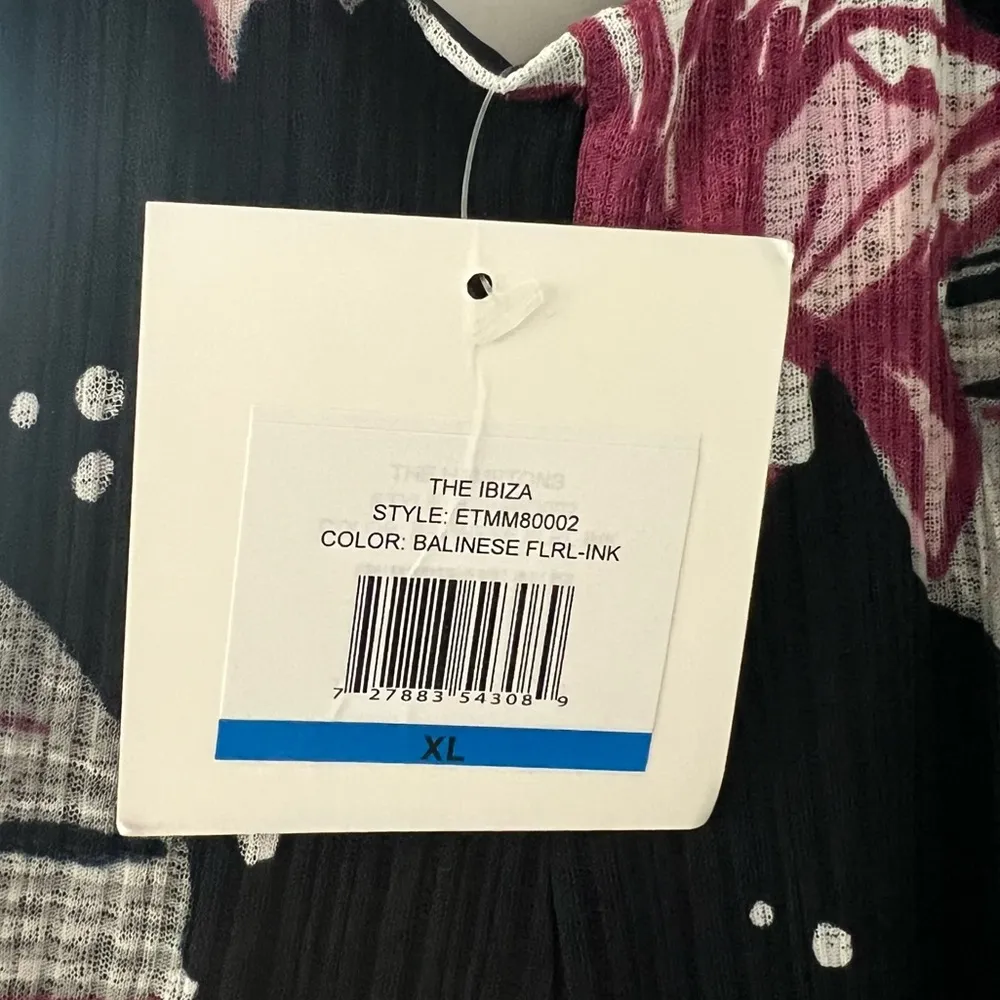 THE IBIZA
STYLE: ETMM80002
COLOR: BALINESE FLRL-INK
7 27883 54308 9
XL